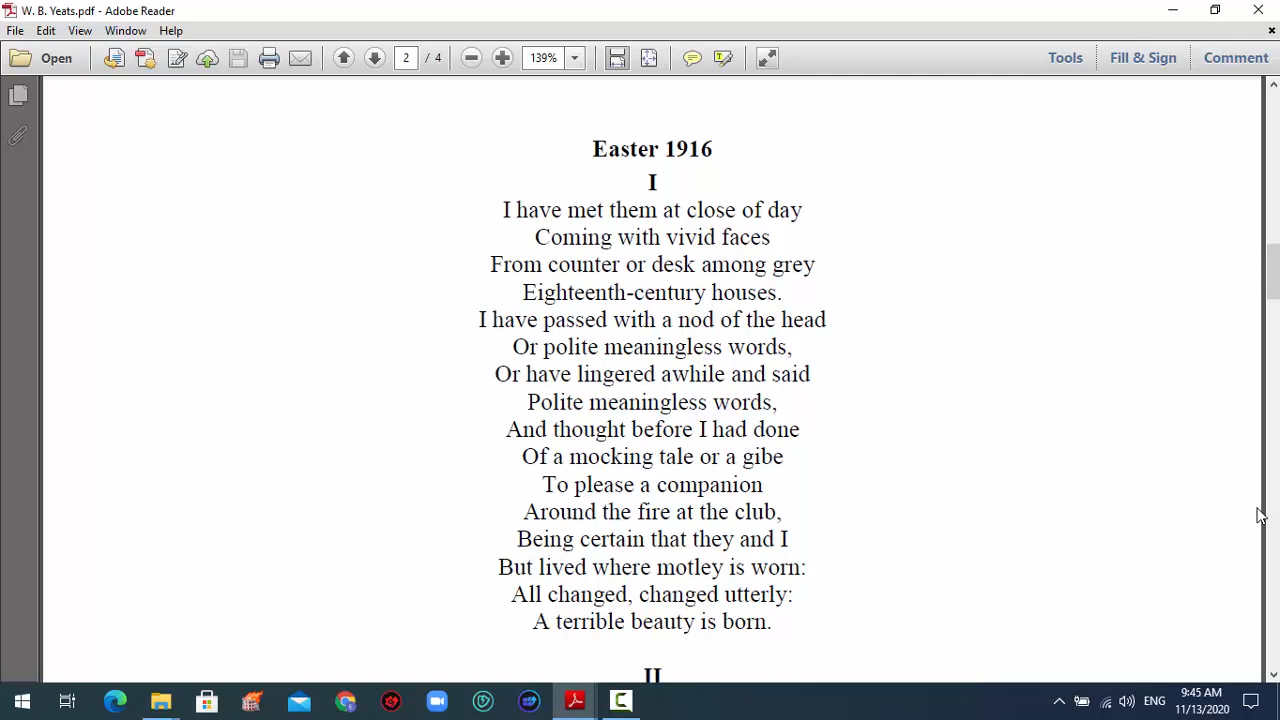 W. B. Yeats.pdf - Adobe Reader
File Edit View Window Help
Open 2 / 4 139% Tools Fill & Sign Comment
Easter 1916
I
I have met them at close of day
Coming with vivid faces
From counter or desk among grey
Eighteenth-century houses.
I have passed with a nod of the head
Or polite meaningless words,
Or have lingered awhile and said
Polite meaningless words,
And thought before I had done
Of a mocking tale or a gibe
To please a companion
Around the fire at the club,
Being certain that they and I
But lived where motley is worn:
All changed, changed utterly:
A terrible beauty is born.
II
ENG
9:45 AM
11/13/2020